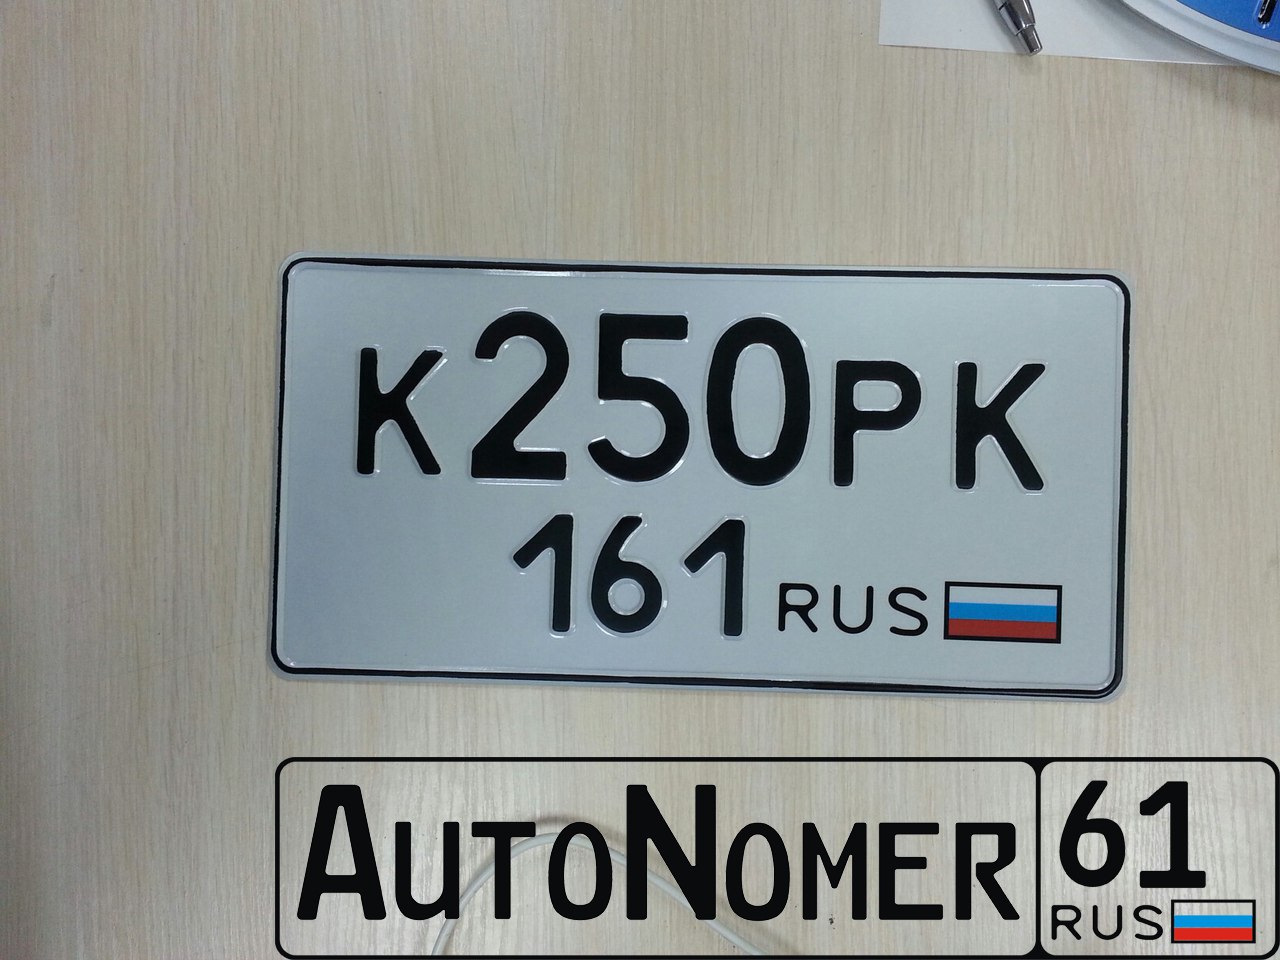 К250РК
161 RUS
AUTONOMER 61
RUS